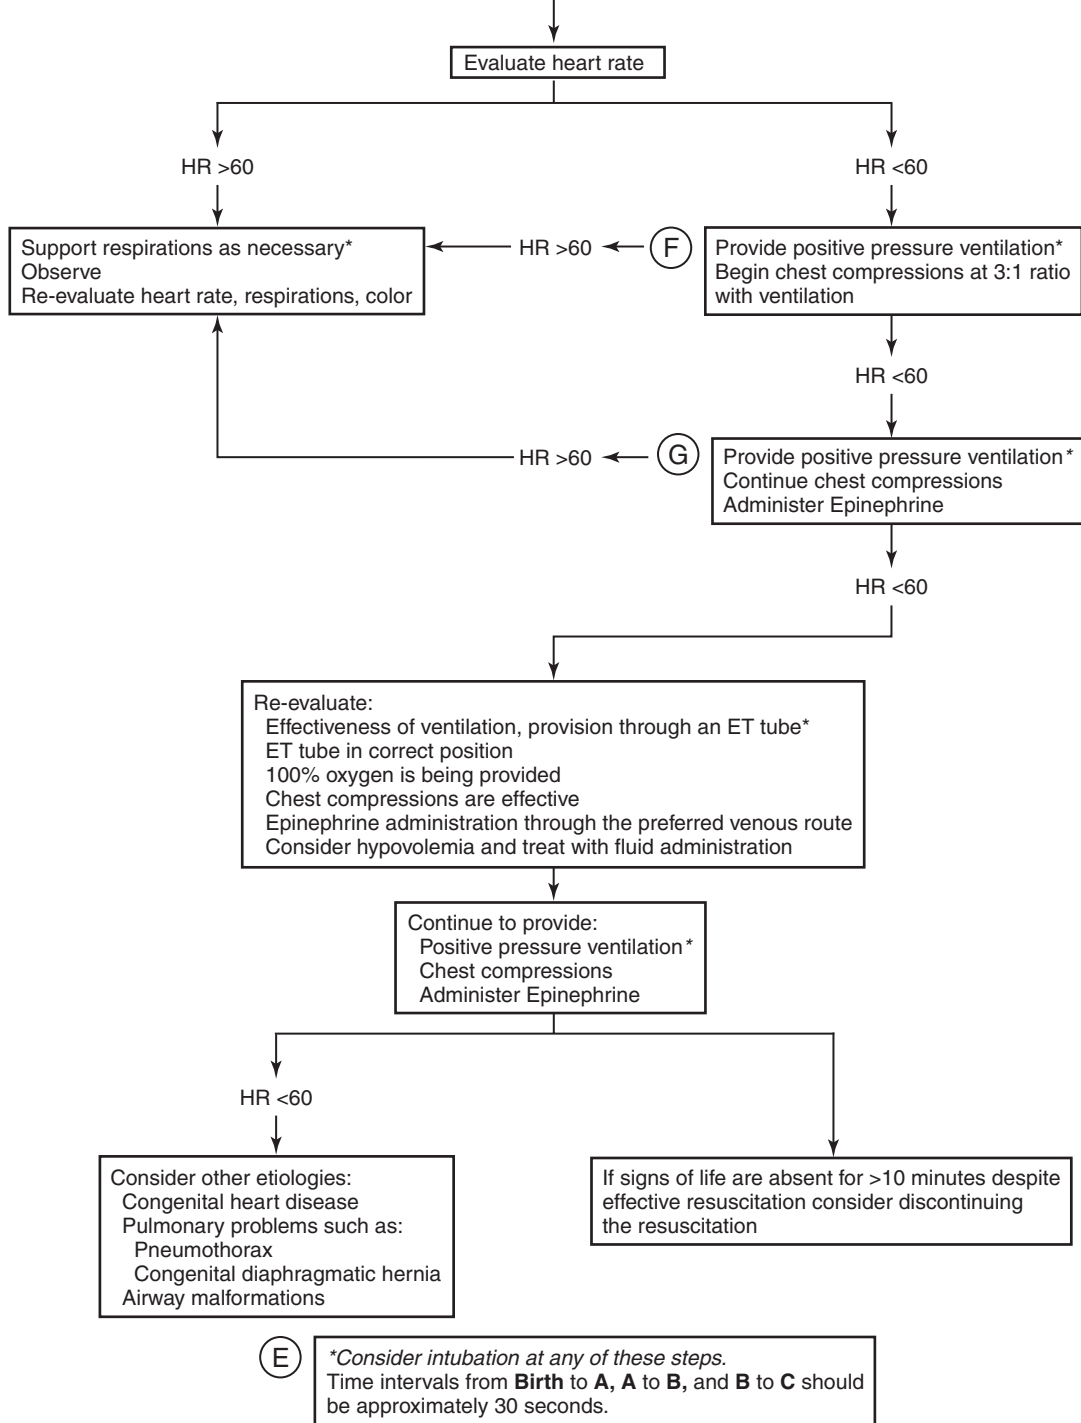 Evaluate heart rate
HR >60
HR <60
Support respirations as necessary*
Observe
Re-evaluate heart rate, respirations, color
HR >60
F
Provide positive pressure ventilation*
Begin chest compressions at 3:1 ratio
with ventilation
HR <60
HR >60
G
Provide positive pressure ventilation*
Continue chest compressions
Administer Epinephrine
HR <60
Re-evaluate:
Effectiveness of ventilation, provision through an ET tube*
ET tube in correct position
100% oxygen is being provided
Chest compressions are effective
Epinephrine administration through the preferred venous route
Consider hypovolemia and treat with fluid administration
Continue to provide:
Positive pressure ventilation*
Chest compressions
Administer Epinephrine
HR <60
Consider other etiologies:
Congenital heart disease
Pulmonary problems such as:
Pneumothorax
Congenital diaphragmatic hernia
Airway malformations
If signs of life are absent for >10 minutes despite
effective resuscitation consider discontinuing
the resuscitation
E
*Consider intubation at any of these steps.
Time intervals from Birth to A, A to B, and B to C should
be approximately 30 seconds.